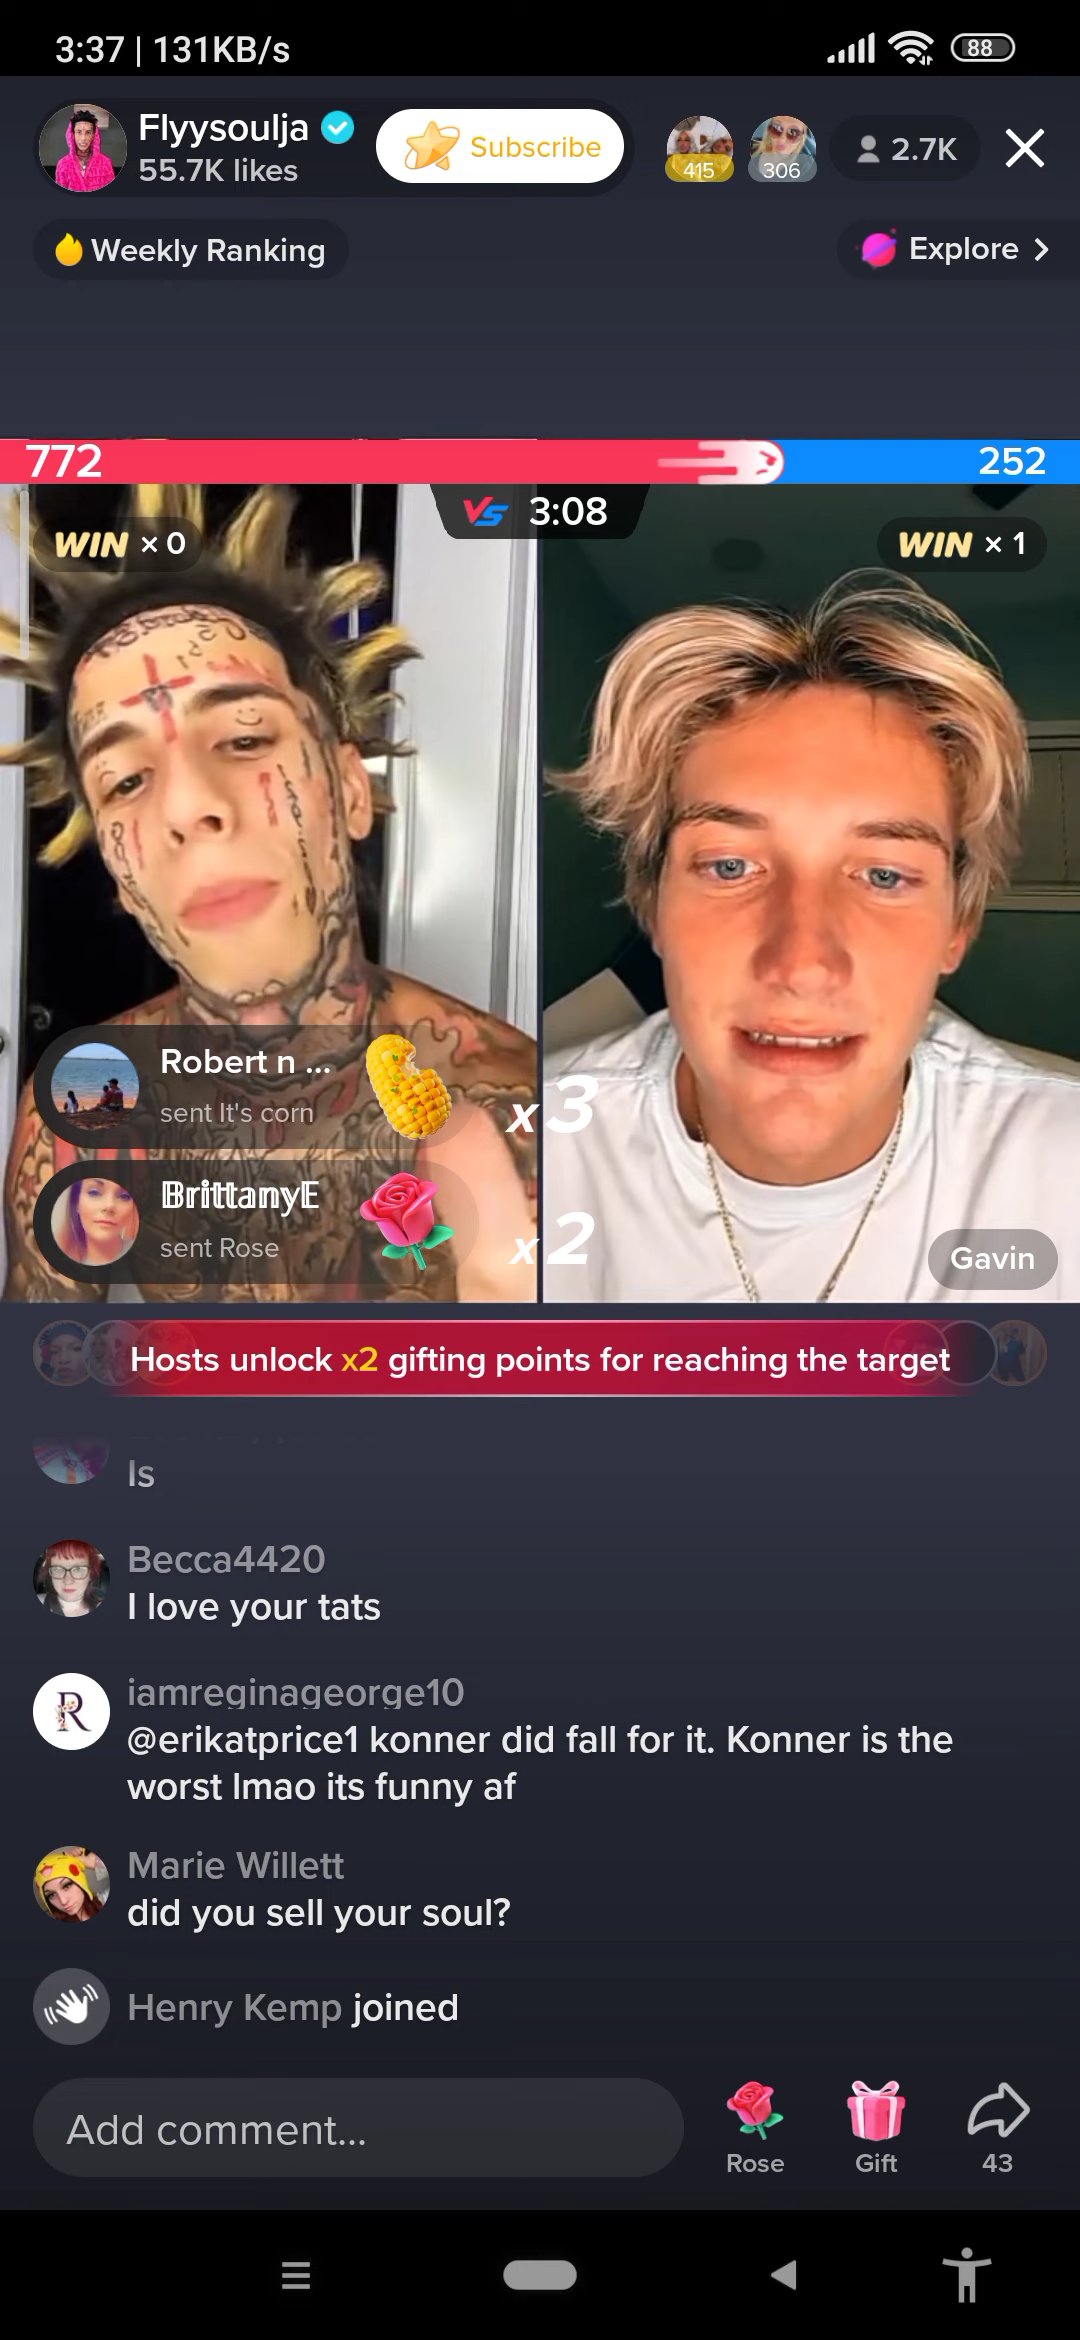 3:37 | 131KB/s
88
Flyysoulja
55.7K likes
Subscribe
415
306
2.7K
Weekly Ranking
Explore >
772
252
VS 3:08
WIN × 0
WIN × 1
Robert n ...
sent It's corn
x3
BrittanyE
sent Rose
x2
Gavin
Hosts unlock x2 gifting points for reaching the target
Is
Becca4420
I love your tats
iamreginageorge10
@erikatprice1 konner did fall for it. Konner is the
worst lmao its funny af
Marie Willett
did you sell your soul?
Henry Kemp joined
Add comment...
Rose
Gift
43